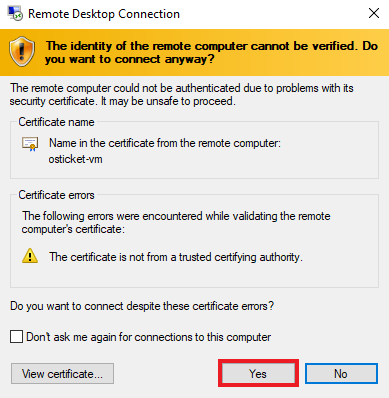 Remote Desktop Connection
The identity of the remote computer cannot be verified. Do
you want to connect anyway?
The remote computer could not be authenticated due to problems with its
security certificate. It may be unsafe to proceed.
Certificate name
Name in the certificate from the remote computer:
osticket-vm
Certificate errors
The following errors were encountered while validating the remote
computer's certificate:
The certificate is not from a trusted certifying authority.
Do you want to connect despite these certificate errors?
Don't ask me again for connections to this computer
View certificate...
Yes
No